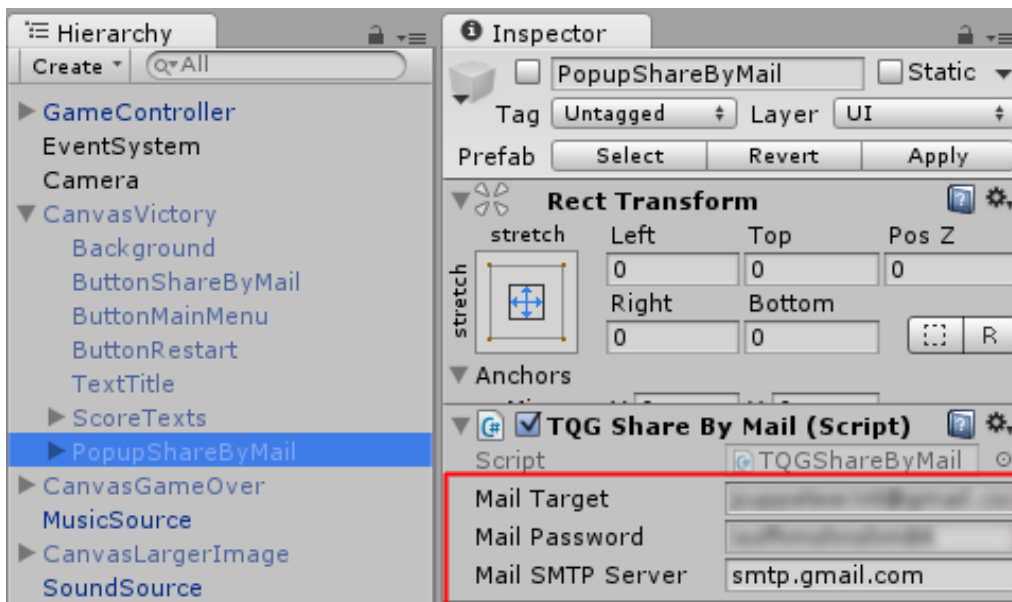 Hierarchy
Create
All
GameController
EventSystem
Camera
CanvasVictory
Background
ButtonShareByMail
ButtonMainMenu
ButtonRestart
TextTitle
ScoreTexts
PopupShareByMail
CanvasGameOver
MusicSource
CanvasLargerImage
SoundSource
Inspector
PopupShareByMail Static
Tag Untagged Layer UI
Prefab Select Revert Apply
Rect Transform
stretch Left Top Pos Z
stretch
0 0 0
Right Bottom
0 0 R
Anchors
TQG Share By Mail (Script)
Script TQGShareByMail
Mail Target
Mail Password
Mail SMTP Server smtp.gmail.com